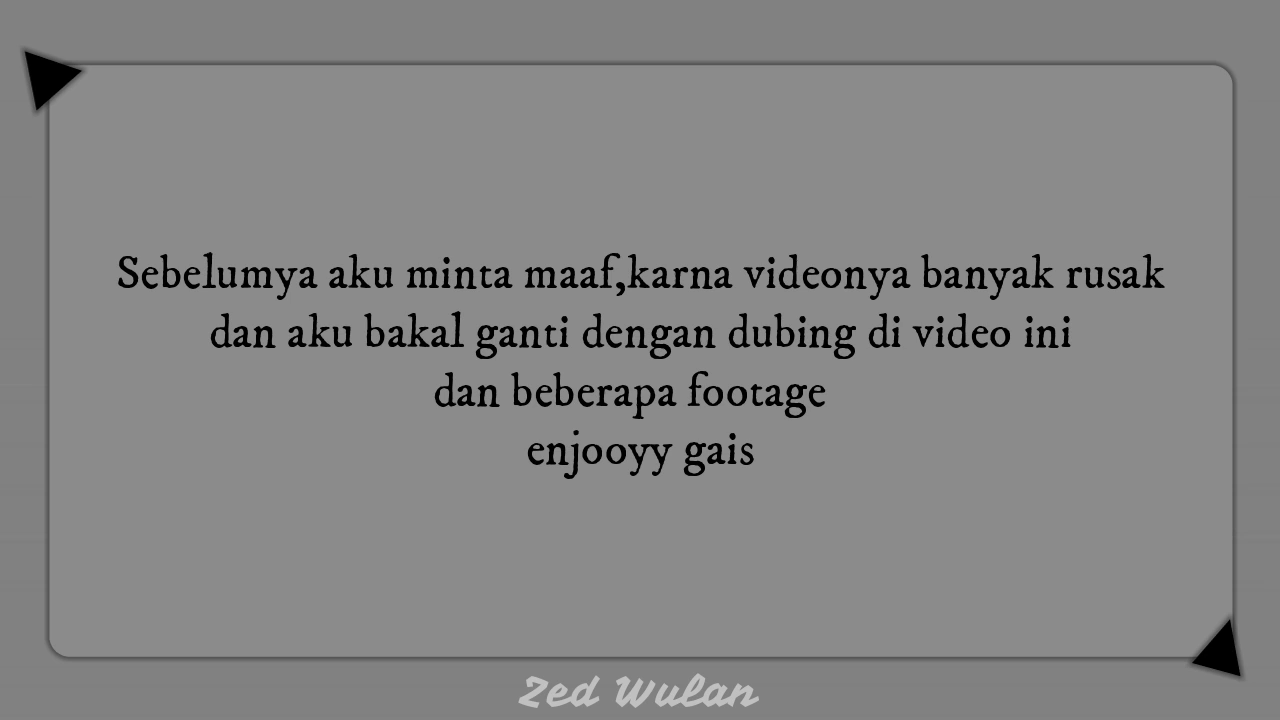 Sebelumya aku minta maaf,karna videonya banyak rusak
dan aku bakal ganti dengan dubing di video ini
dan beberapa footage
enjooyy gais
Zed Wulan